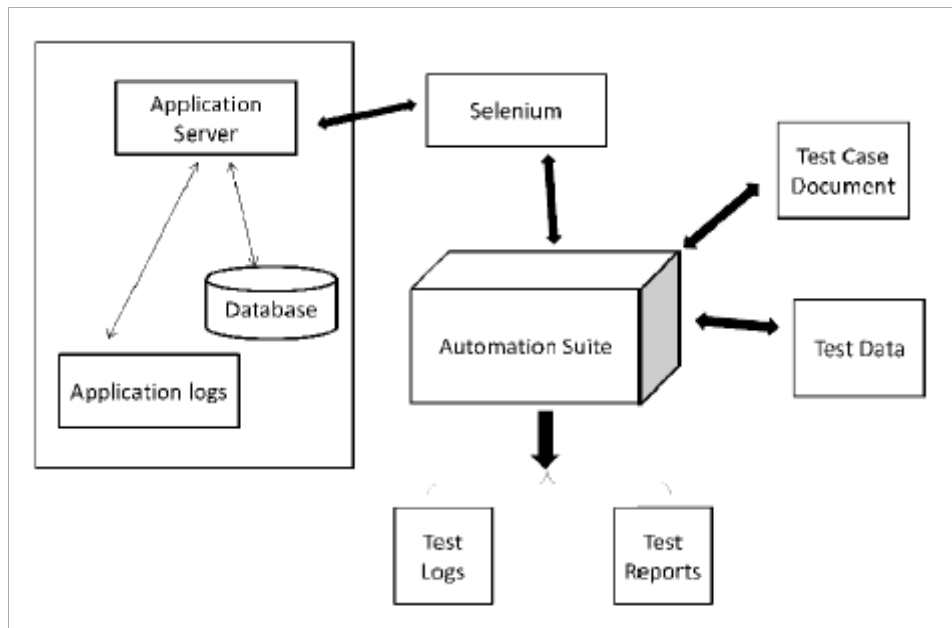 Application
Server
Selenium
Test Case
Document
Database
Automation Suite
Test Data
Application logs
Test
Logs
Test
Reports